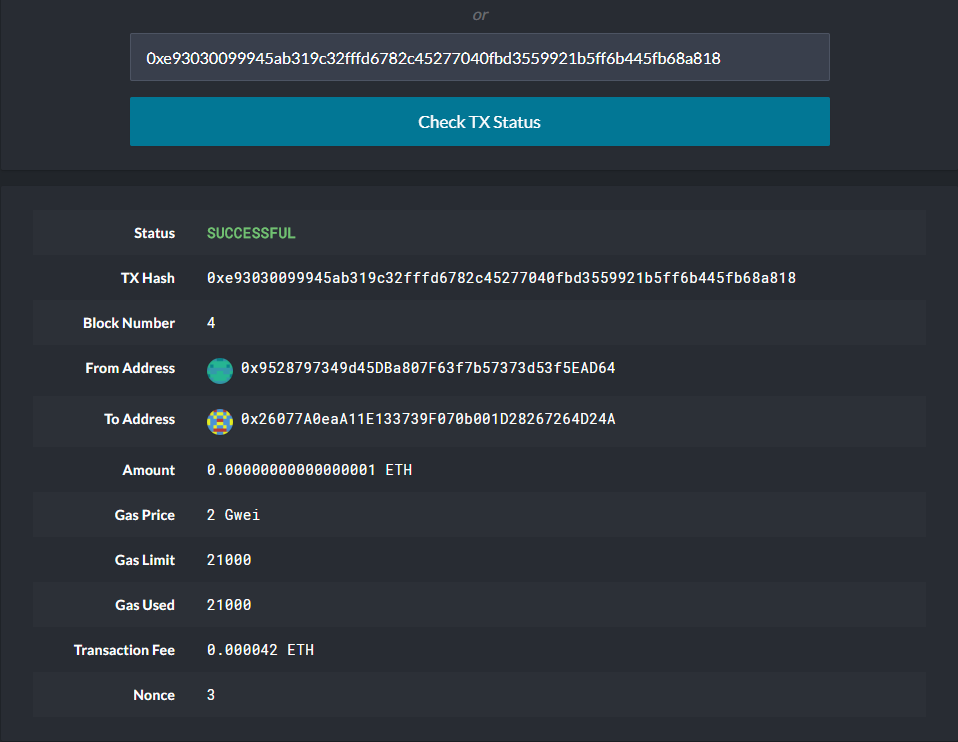 or
0xe93030099945ab319c32fffd6782c45277040fbd3559921b5ff6b445fb68a818
Check TX Status
Status SUCCESSFUL
TX Hash 0xe93030099945ab319c32fffd6782c45277040fbd3559921b5ff6b445fb68a818
Block Number 4
From Address 0x9528797349d45DBa807F63f7b57373d53f5EAD64
To Address 0x26077A0eaA11E133739F070b001D28267264D24A
Amount 0.00000000000000001 ETH
Gas Price 2 Gwei
Gas Limit 21000
Gas Used 21000
Transaction Fee 0.000042 ETH
Nonce 3